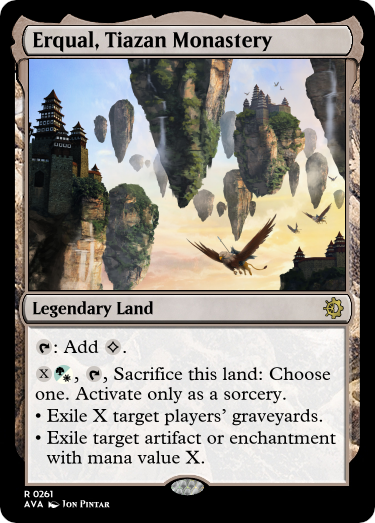 Erqual, Tiazan Monastery
Legendary Land
: Add .
X , , Sacrifice this land: Choose
one. Activate only as a sorcery.
• Exile X target players’ graveyards.
• Exile target artifact or enchantment
with mana value X.
R 0261
AVA Jon Pintar